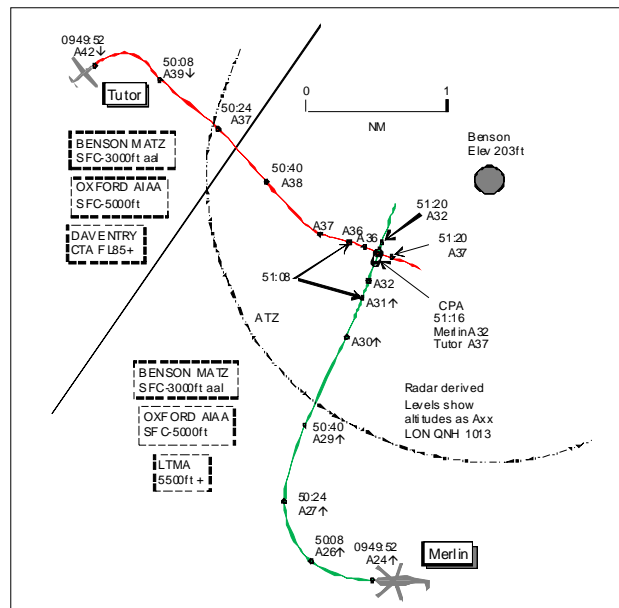 0949:52
A42↓
50:08
A39↓
Tutor
50:24
A37
0
1
NM
BENSON MATZ
SFC-3000ft aal
OXFORD AIAA
SFC-5000ft
DAVENTRY
CTA FL85+
Benson
Elev 203ft
50:40
A38
51:20
A32
A37
A36
A36
51:20
A37
51:08
A32
A31↑
CPA
51:16
Merlin A32
Tutor A37
ATZ
A30↑
BENSON MATZ
SFC-3000ft aal
OXFORD AIAA
SFC-5000ft
LTMA
5500ft +
Radar derived
Levels show
altitudes as Axx
LON QNH 1013
50:40
A29↑
50:24
A27↑
50:08
A26↑
0949:52
A24↑
Merlin